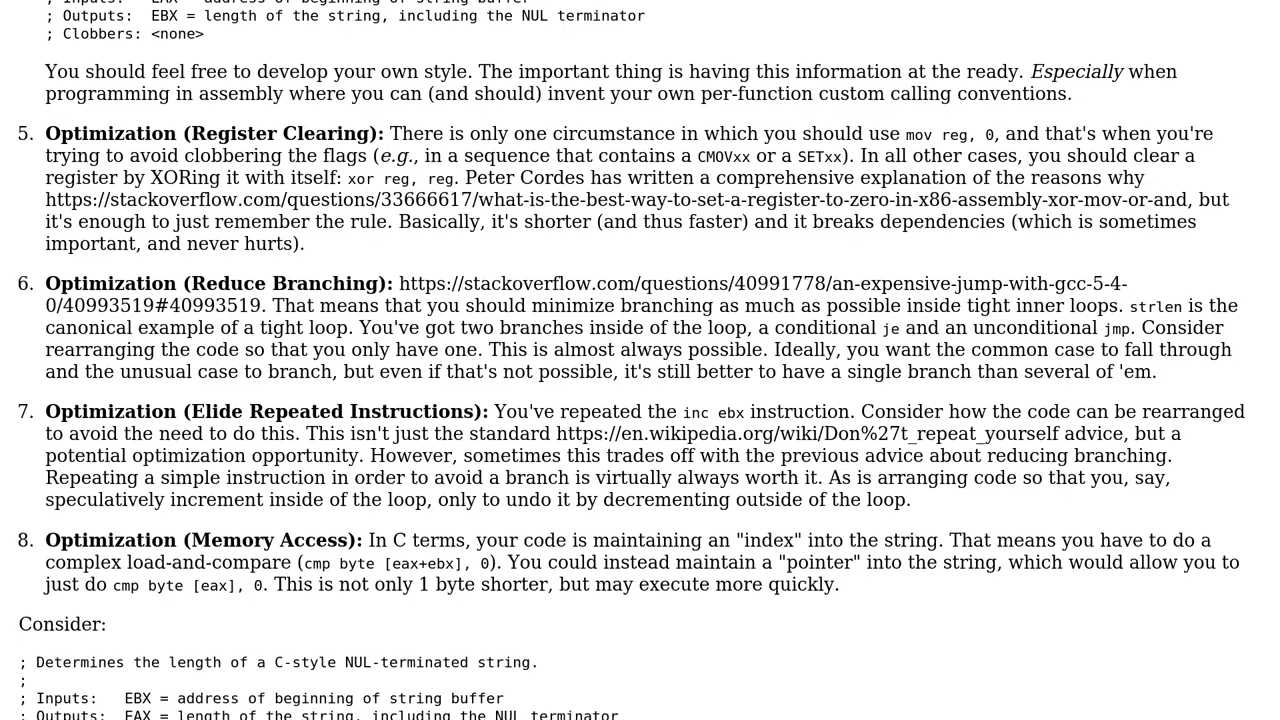 ; Inputs: EAX = address of beginning of string buffer
; Outputs: EBX = length of the string, including the NUL terminator
; Clobbers: <none>
You should feel free to develop your own style. The important thing is having this information at the ready. Especially when
programming in assembly where you can (and should) invent your own per-function custom calling conventions.
5. Optimization (Register Clearing): There is only one circumstance in which you should use mov reg, 0, and that's when you're
trying to avoid clobbering the flags (e.g., in a sequence that contains a CMOVxx or a SETxx). In all other cases, you should clear a
register by XORing it with itself: xor reg, reg. Peter Cordes has written a comprehensive explanation of the reasons why
https://stackoverflow.com/questions/33666617/what-is-the-best-way-to-set-a-register-to-zero-in-x86-assembly-xor-mov-or-and, but
it's enough to just remember the rule. Basically, it's shorter (and thus faster) and it breaks dependencies (which is sometimes
important, and never hurts).
6. Optimization (Reduce Branching): https://stackoverflow.com/questions/40991778/an-expensive-jump-with-gcc-5-4-
0/40993519#40993519. That means that you should minimize branching as much as possible inside tight inner loops. strlen is the
canonical example of a tight loop. You've got two branches inside of the loop, a conditional je and an unconditional jmp. Consider
rearranging the code so that you only have one. This is almost always possible. Ideally, you want the common case to fall through
and the unusual case to branch, but even if that's not possible, it's still better to have a single branch than several of 'em.
7. Optimization (Elide Repeated Instructions): You've repeated the inc ebx instruction. Consider how the code can be rearranged
to avoid the need to do this. This isn't just the standard https://en.wikipedia.org/wiki/Don%27t_repeat_yourself advice, but a
potential optimization opportunity. However, sometimes this trades off with the previous advice about reducing branching.
Repeating a simple instruction in order to avoid a branch is virtually always worth it. As is arranging code so that you, say,
speculatively increment inside of the loop, only to undo it by decrementing outside of the loop.
8. Optimization (Memory Access): In C terms, your code is maintaining an "index" into the string. That means you have to do a
complex load-and-compare (cmp byte [eax+ebx], 0). You could instead maintain a "pointer" into the string, which would allow you to
just do cmp byte [eax], 0. This is not only 1 byte shorter, but may execute more quickly.
Consider:
; Determines the length of a C-style NUL-terminated string.
;
; Inputs: EBX = address of beginning of string buffer
; Outputs: EAX = length of the string, including the NUL terminator